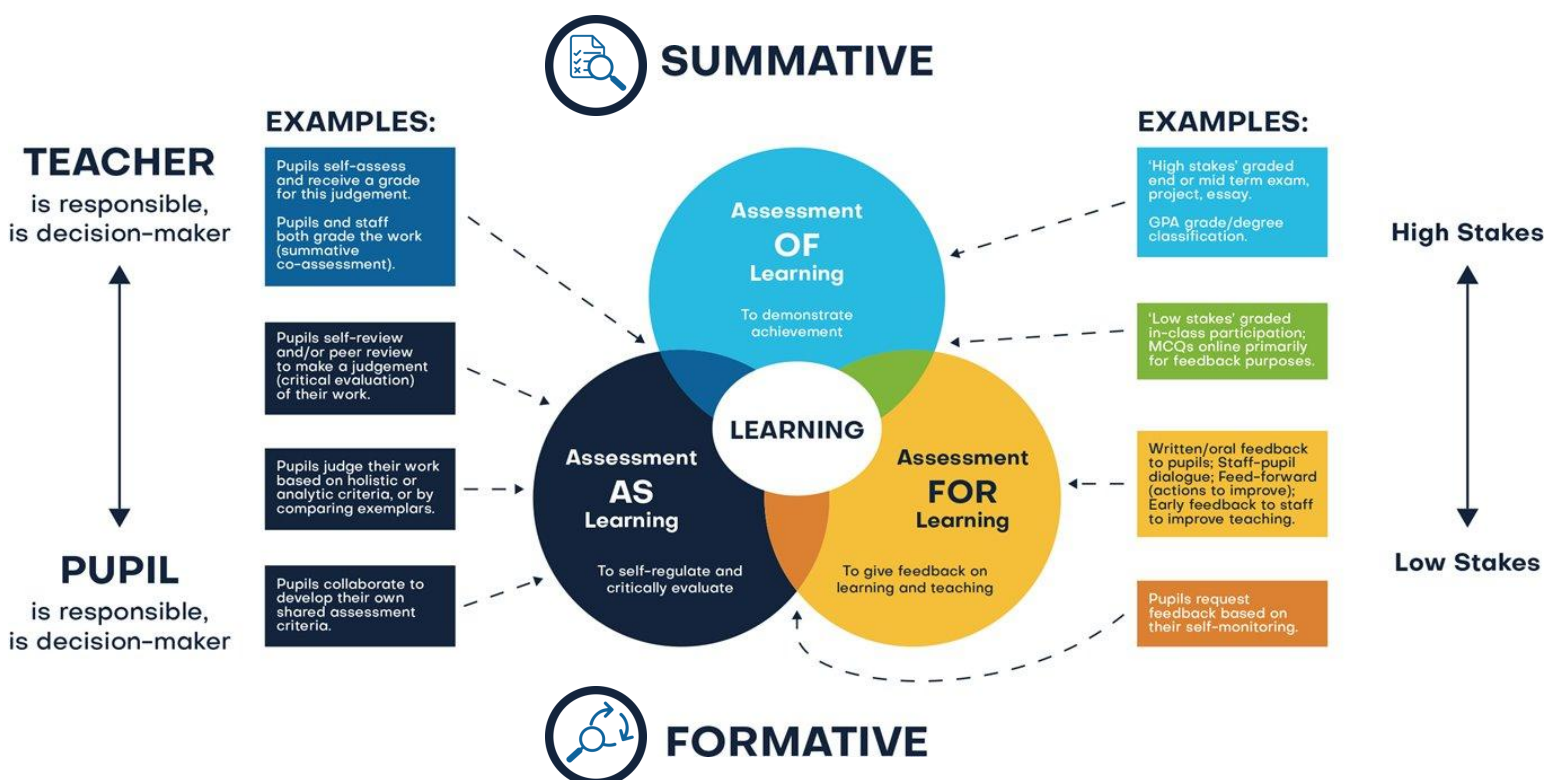 SUMMATIVE
TEACHER
is responsible,
is decision-maker
PUPIL
is responsible,
is decision-maker
EXAMPLES:
Pupils self-assess
and receive a grade
for this judgement.
Pupils and staff
both grade the work
(summative
co-assessment).
Pupils self-review
and/or peer review
to make a judgement
(critical evaluation)
of their work.
Pupils judge their work
based on holistic or
analytic criteria, or by
comparing exemplars.
Pupils collaborate to
develop their own
shared assessment
criteria.
Assessment
OF
Learning
To demonstrate
achievement
LEARNING
Assessment
AS
Learning
To self-regulate and
critically evaluate
Assessment
FOR
Learning
To give feedback on
learning and teaching
EXAMPLES:
'High stakes' graded
end or mid term exam,
project, essay.
GPA grade/degree
classification.
'Low stakes' graded
in-class participation;
MCQs online primarily
for feedback purposes.
Written/oral feedback
to pupils; Staff-pupil
dialogue; Feed-forward
(actions to improve);
Early feedback to staff
to improve teaching.
Pupils request
feedback based on
their self-monitoring.
High Stakes
Low Stakes
FORMATIVE